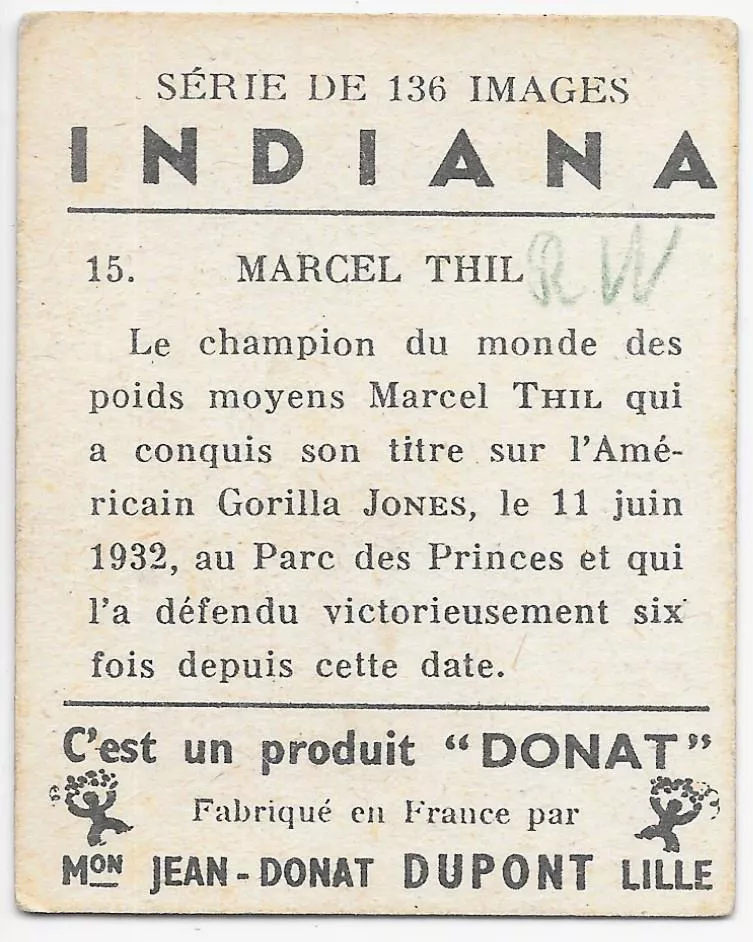 SÉRIE DE 136 IMAGES
INDIANA
15. MARCEL THIL RW
Le champion du monde des
poids moyens Marcel THIL qui
a conquis son titre sur l'Amé-
ricain Gorilla JONES, le 11 juin
1932, au Parc des Princes et qui
l'a défendu victorieusement six
fois depuis cette date.
C'est un produit “DONAT”
Fabriqué en France par
MON JEAN-DONAT DUPONT LILLE